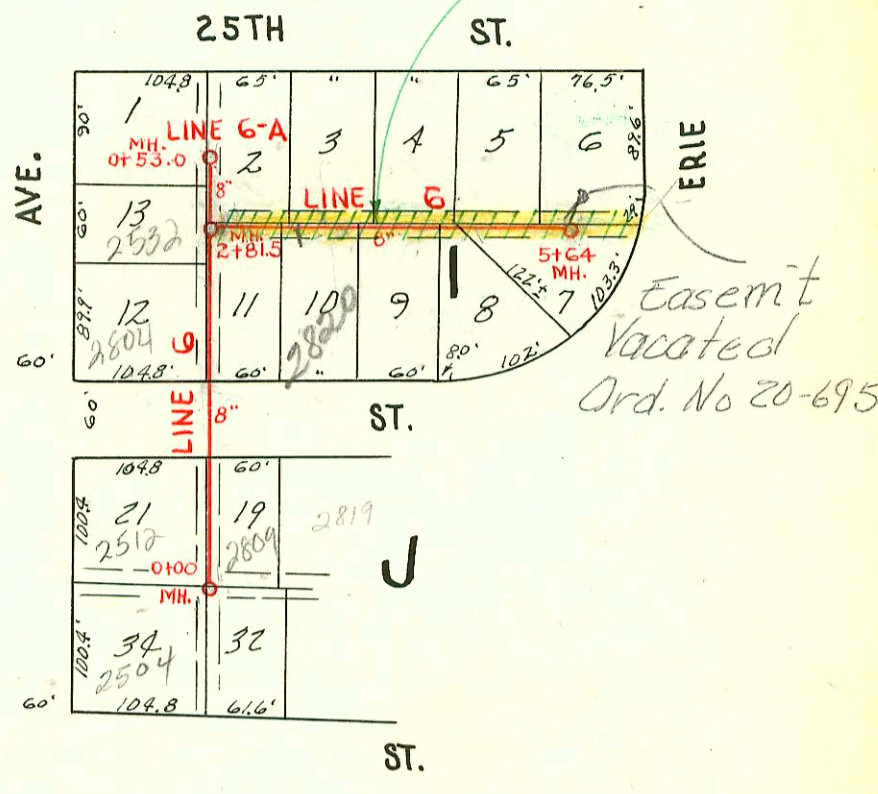 25TH ST.
104.8 65' " " 65' 76.5'
90' 1 2 3 4 5 6 89.6'
LINE 6-A
MH.
0+53.0
8"
AVE.
ERIE
60' 13
2532
LINE 6
29'
MH.
2+81.5
8"
5+64
MH.
I
122'± 7 103.3'
Easem't
Vacated
Ord. No 20-695
89.9' 12 11 10 9 8
2804 2820
60' 104.8' 60' " 60' 80' 102'
60'
LINE 6
8"
ST.
104.8 60'
100.4 21 19 2819
2512 2809
J
0+00
MH.
100.4' 34 32
2504
60' 104.8 61.6'
ST.